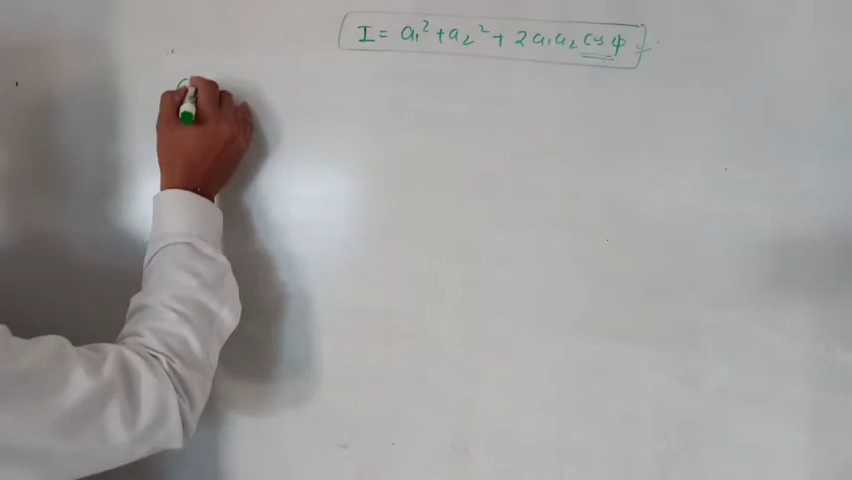 I = a₁² + a₂² + 2a₁a₂ cos φ